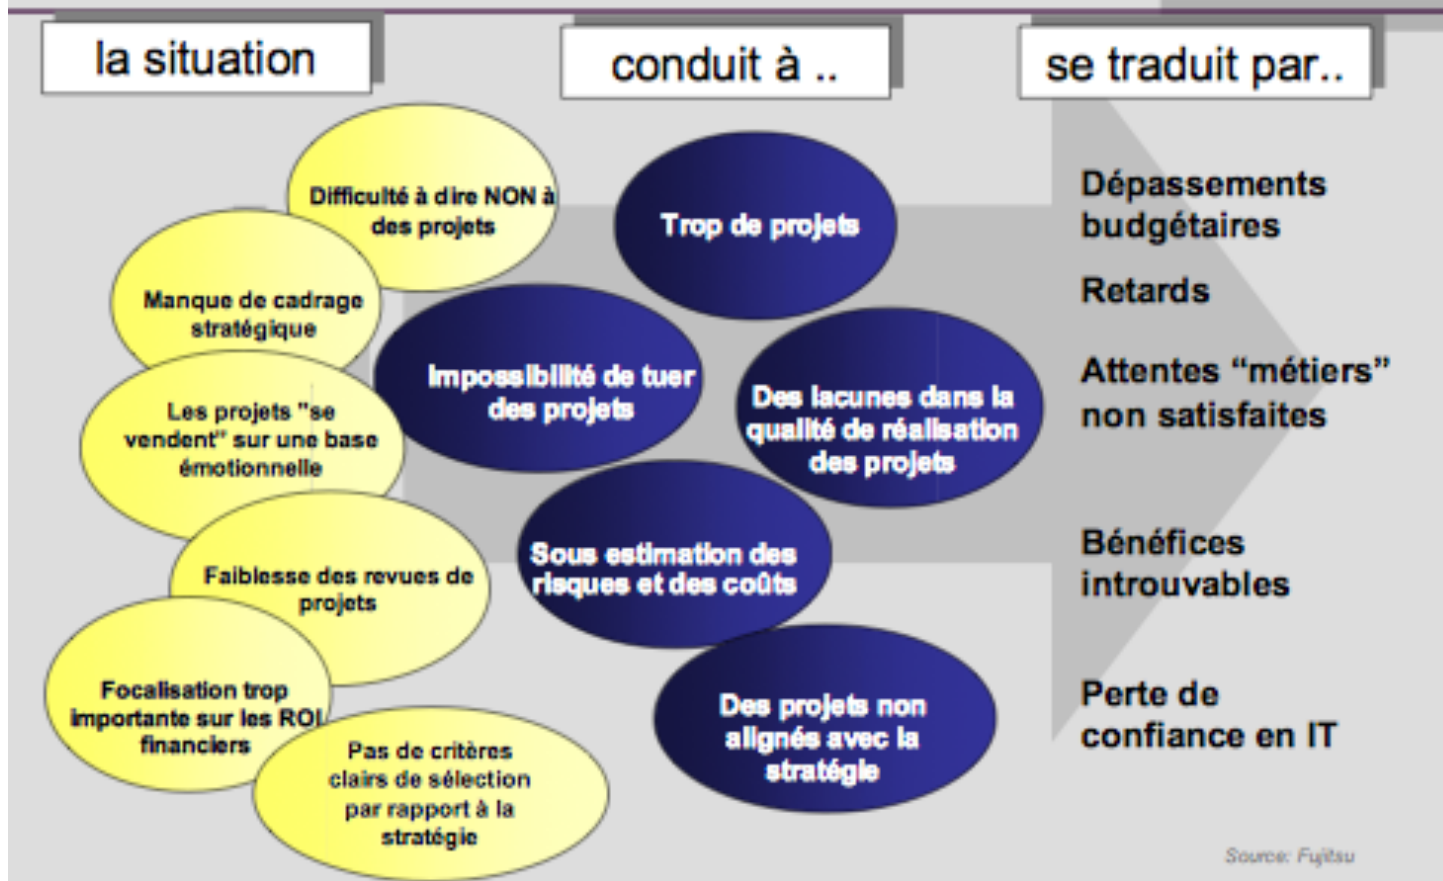 la situation
conduit à ..
se traduit par..
Difficulté à dire NON à
des projets
Manque de cadrage
stratégique
Les projets "se
vendent" sur une base
émotionnelle
Faiblesse des revues de
projets
Focalisation trop
importante sur les ROI
financiers
Pas de critères
clairs de sélection
par rapport à la
stratégie
Trop de projets
Impossibilité de tuer
des projets
Des lacunes dans la
qualité de réalisation
des projets
Sous estimation des
risques et des coûts
Des projets non
alignés avec la
stratégie
Dépassements
budgétaires
Retards
Attentes “métiers”
non satisfaites
Bénéfices
introuvables
Perte de
confiance en IT
Source: Fujitsu